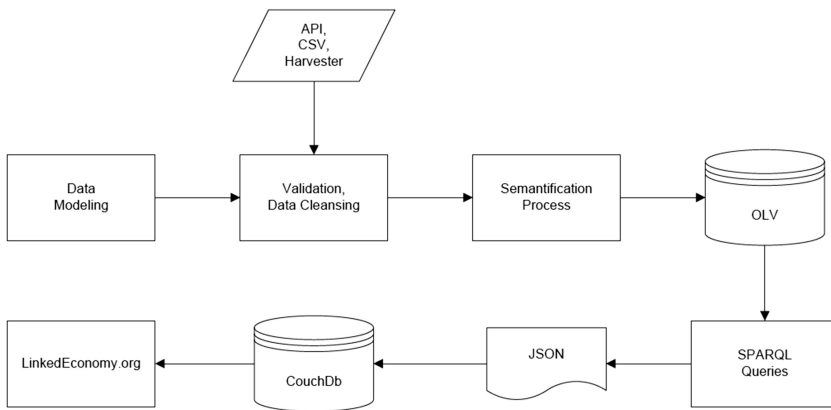 API,
CSV,
Harvester
Data
Modeling
Validation,
Data Cleansing
Semantification
Process
OLV
LinkedEconomy.org
CouchDb
JSON
SPARQL
Queries